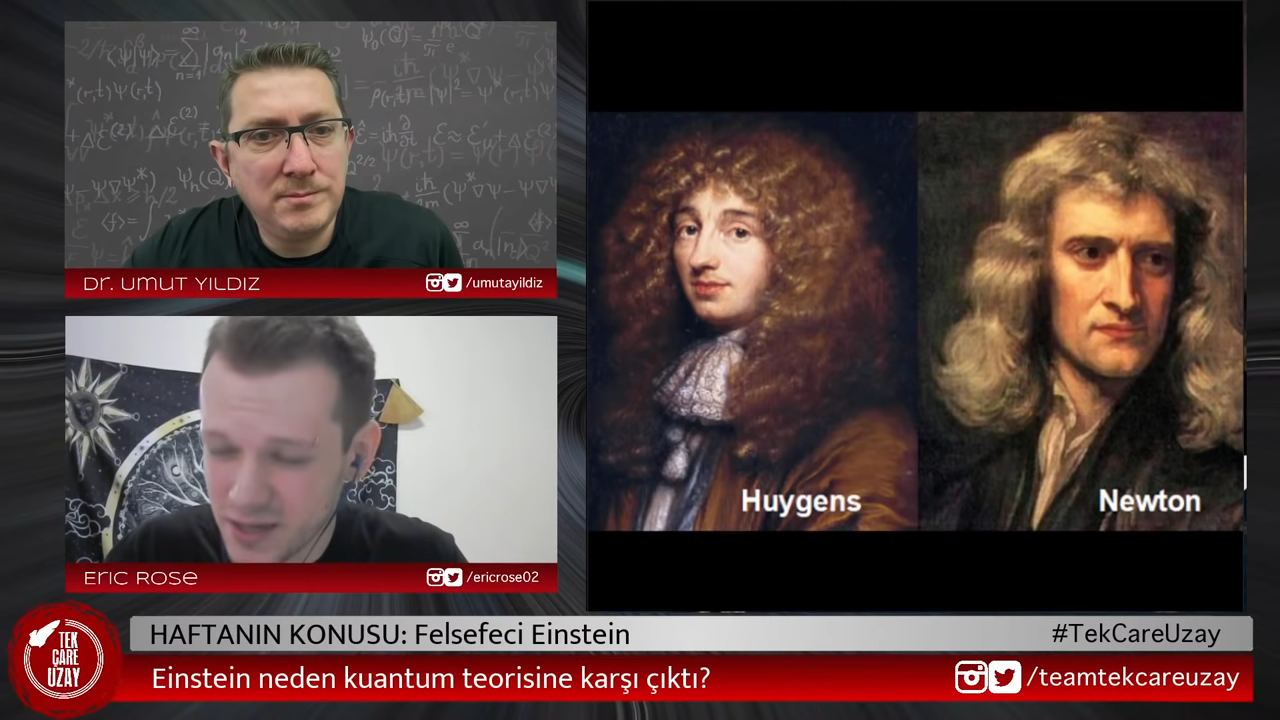 Dr. Umut Yıldız
/umutayildiz
Eric Rose
/ericrose02
Huygens
Newton
TEK
ÇARE
UZAY
HAFTANIN KONUSU: Felsefeci Einstein
#TekCareUzay
Einstein neden kuantum teorisine karşı çıktı?
/teamtekcareuzay